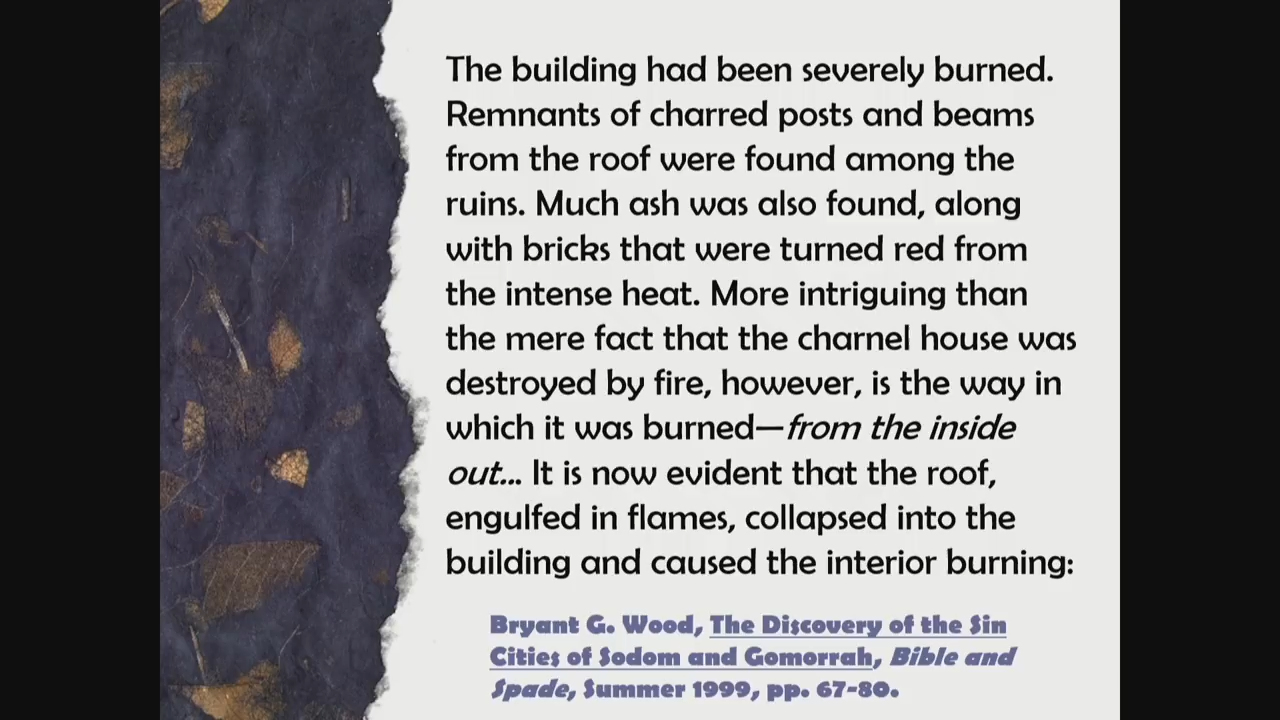 The building had been severely burned.
Remnants of charred posts and beams
from the roof were found among the
ruins. Much ash was also found, along
with bricks that were turned red from
the intense heat. More intriguing than
the mere fact that the charnel house was
destroyed by fire, however, is the way in
which it was burned—from the inside
out... It is now evident that the roof,
engulfed in flames, collapsed into the
building and caused the interior burning:
Bryant G. Wood, The Discovery of the Sin
Cities of Sodom and Gomorrah, Bible and
Spade, Summer 1999, pp. 67-80.